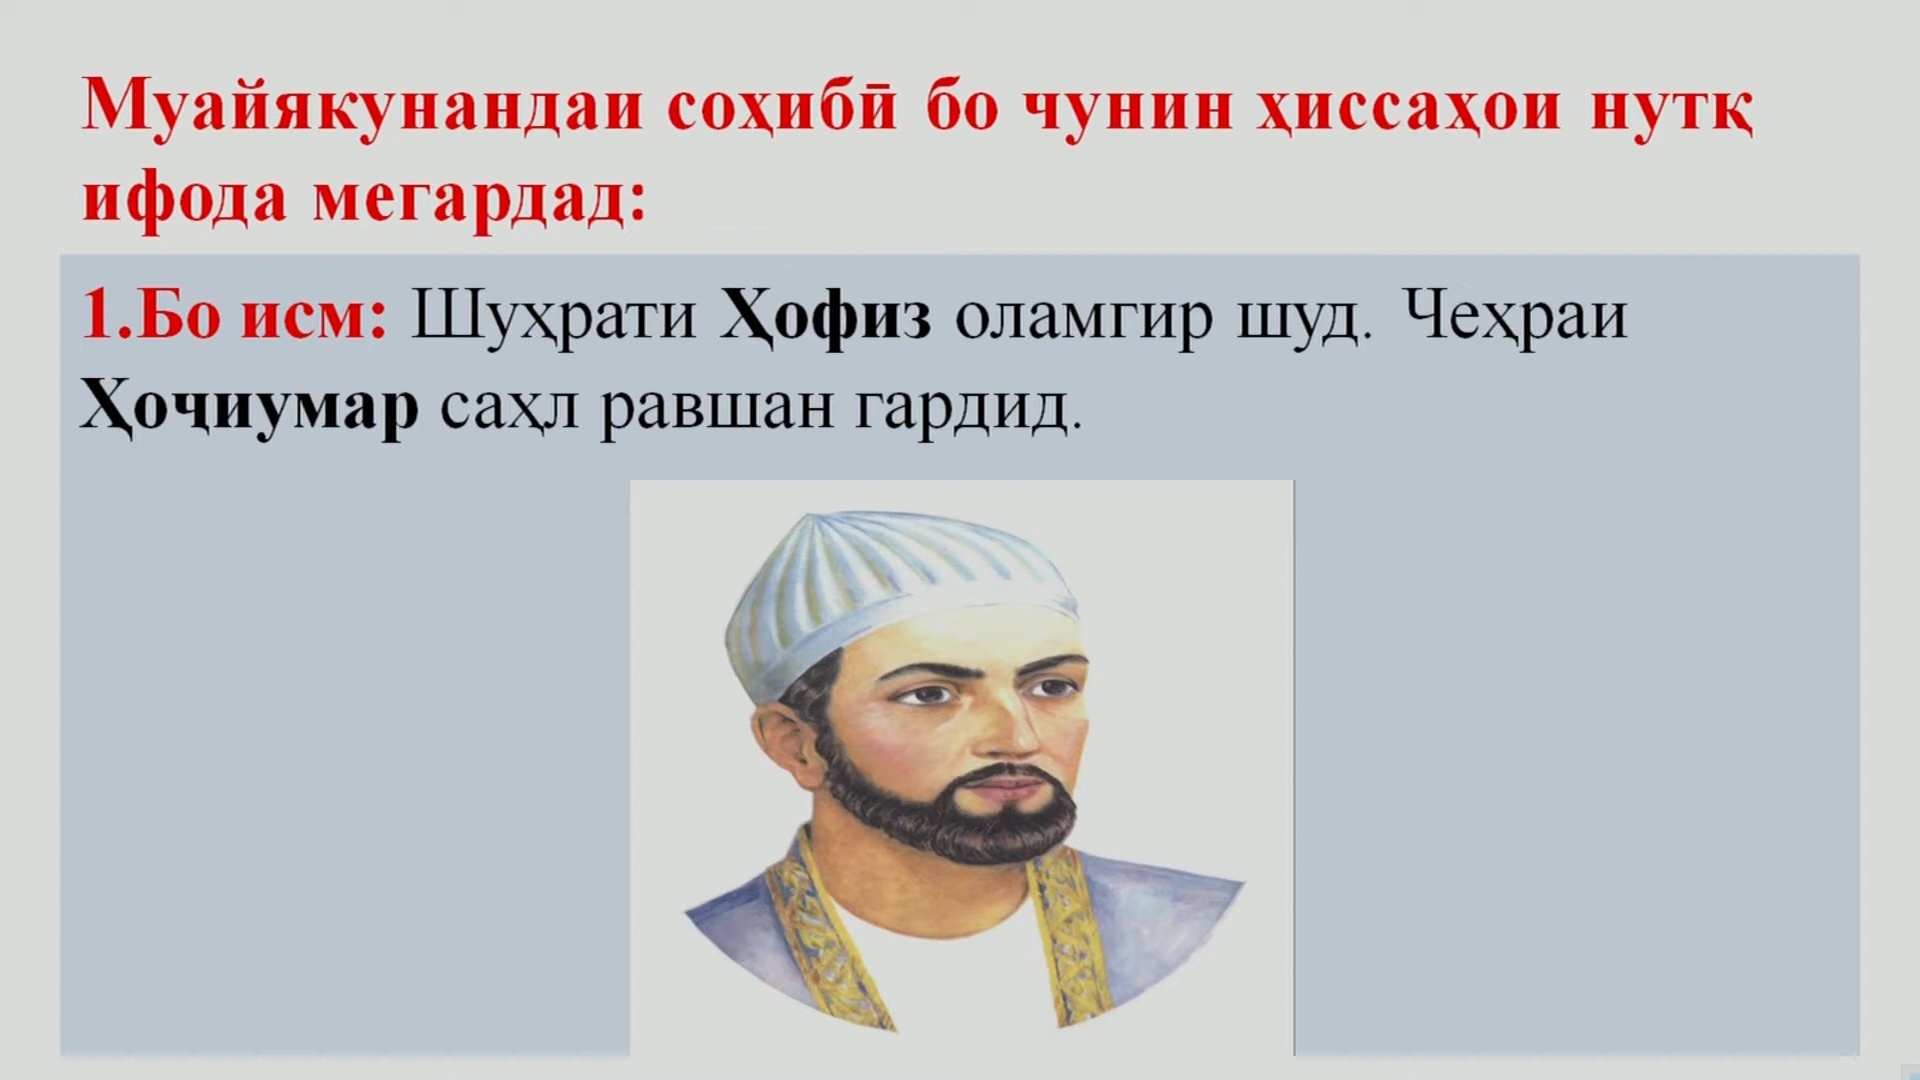 Муайякунандаи соҳибӣ бо чунин ҳиссаҳои нутқ
ифода мегардад:
1.Бо исм: Шуҳрати Ҳофиз оламгир шуд. Чеҳраи
Ҳоҷиумар саҳл равшан гардид.